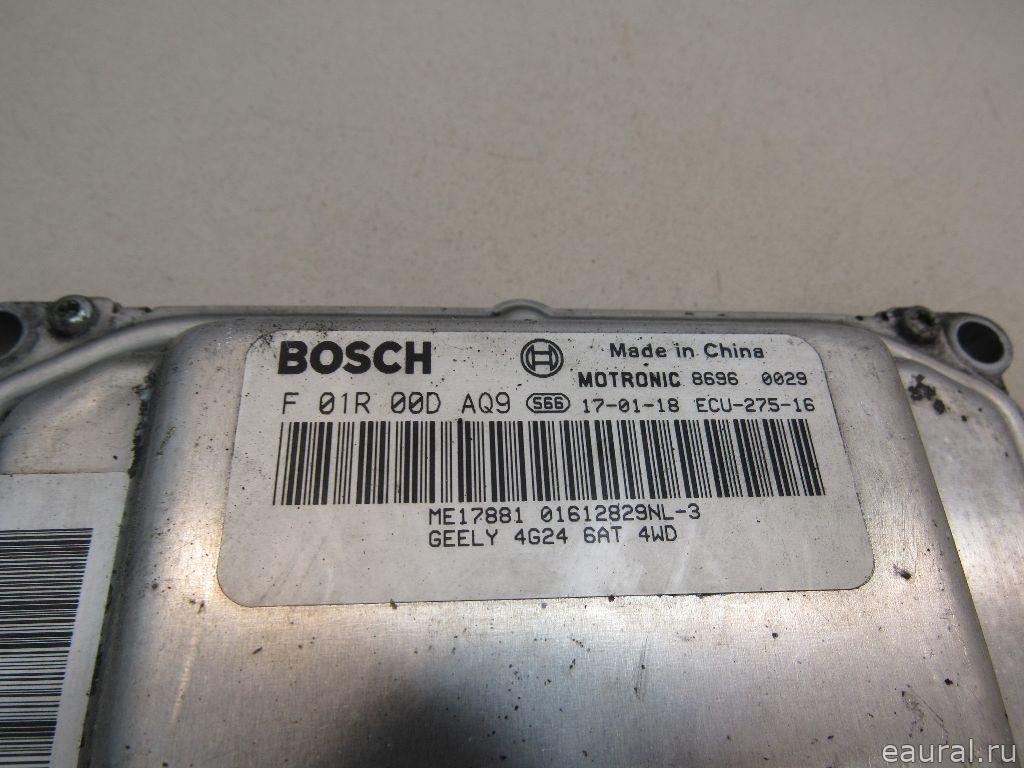 BOSCH
Made in China
MOTRONIC 8696 0029
F 01R 00D AQ9 S66 17-01-18 ECU-275-16
ME17881 01612829NL-3
GEELY 4G24 6AT 4WD
eaural.ru